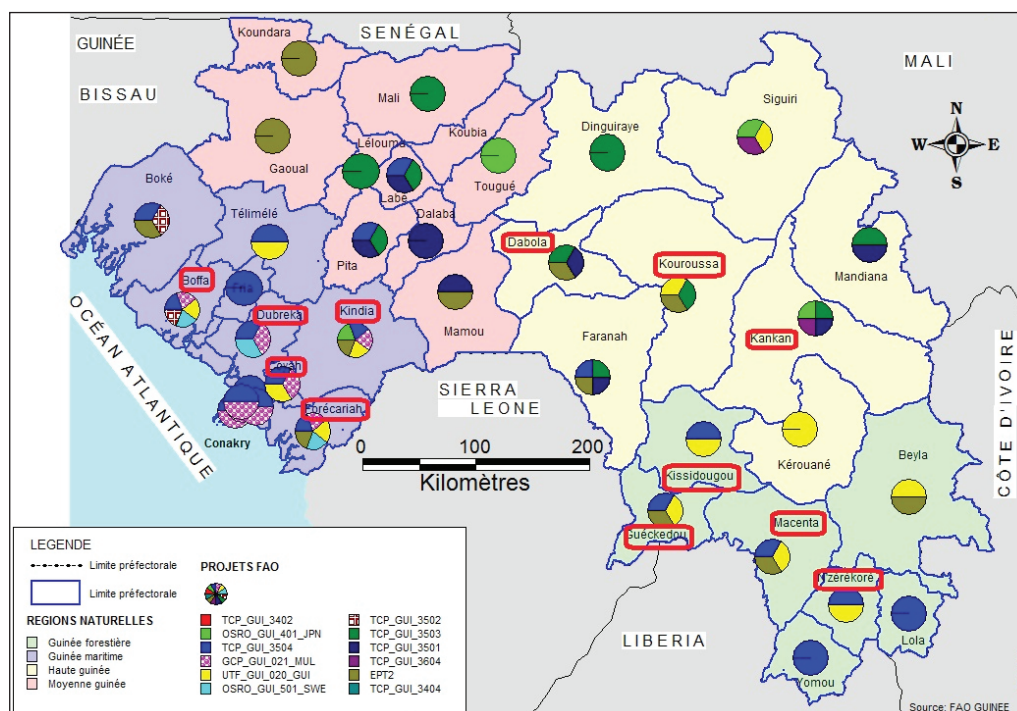 GUINÉE
BISSAU
SENÉGAL
MALI
Koundara
Mali
Koubia
Siguiri
Dinguiraye
Gaoual
Lélouma
Labé
Tougué
Boké
Télimélé
Dalaba
Pita
Dabola
Kouroussa
Mandiana
Boffa
Fria
Dubreka
Kindia
Mamou
Faranah
Kankan
Coyah
Forécariah
Conakry
OCÉAN ATLANTIQUE
SIERRA
LEONE
0 100 200
Kilomètres
Kissidougou
Kérouané
Beyla
Guéckedou
Macenta
N'zérékoré
Lola
Yomou
LIBERIA
CÔTE D'IVOIRE
N
W E
S
LEGENDE
Limite préfectorale
Limite préfectorale
REGIONS NATURELLES
Guinée forestière
Guinée maritime
Haute guinée
Moyenne guinée
PROJETS FAO
TCP_GUI_3402
OSRO_GUI_401_JPN
TCP_GUI_3504
GCP_GUI_021_MUL
UTF_GUI_020_GUI
OSRO_GUI_501_SWE
TCP_GUI_3502
TCP_GUI_3503
TCP_GUI_3501
TCP_GUI_3604
EPT2
TCP_GUI_3404
Source: FAO GUINEE